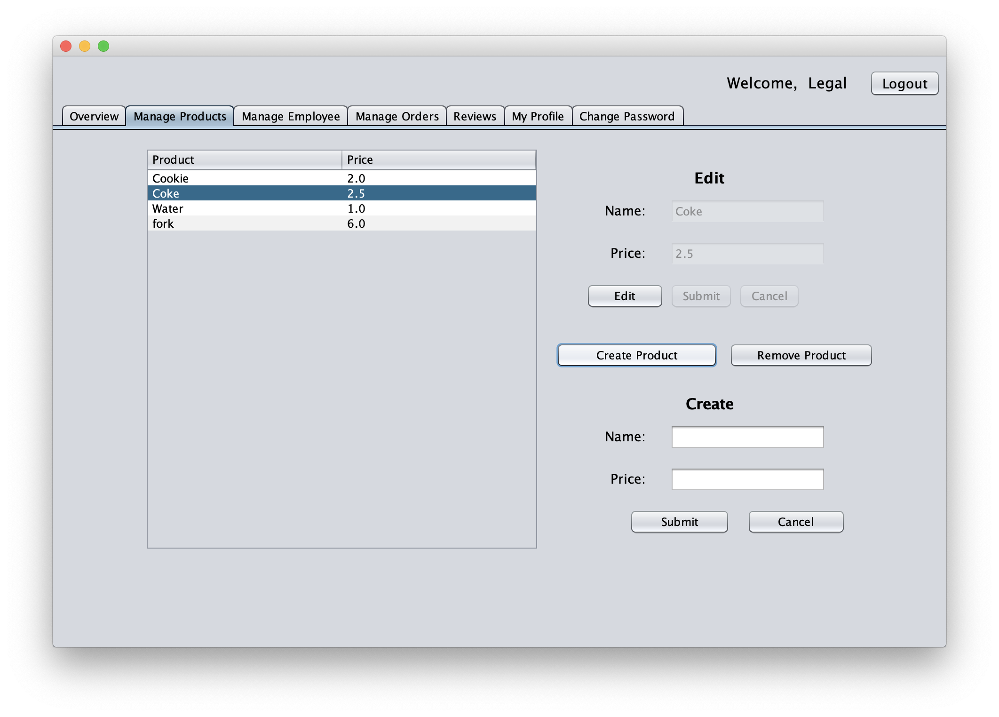 Welcome, Legal Logout
Overview Manage Products Manage Employee Manage Orders Reviews My Profile Change Password
Product Price
Cookie 2.0
Coke 2.5
Water 1.0
fork 6.0
Edit
Name: Coke
Price: 2.5
Edit Submit Cancel
Create Product Remove Product
Create
Name:
Price:
Submit Cancel